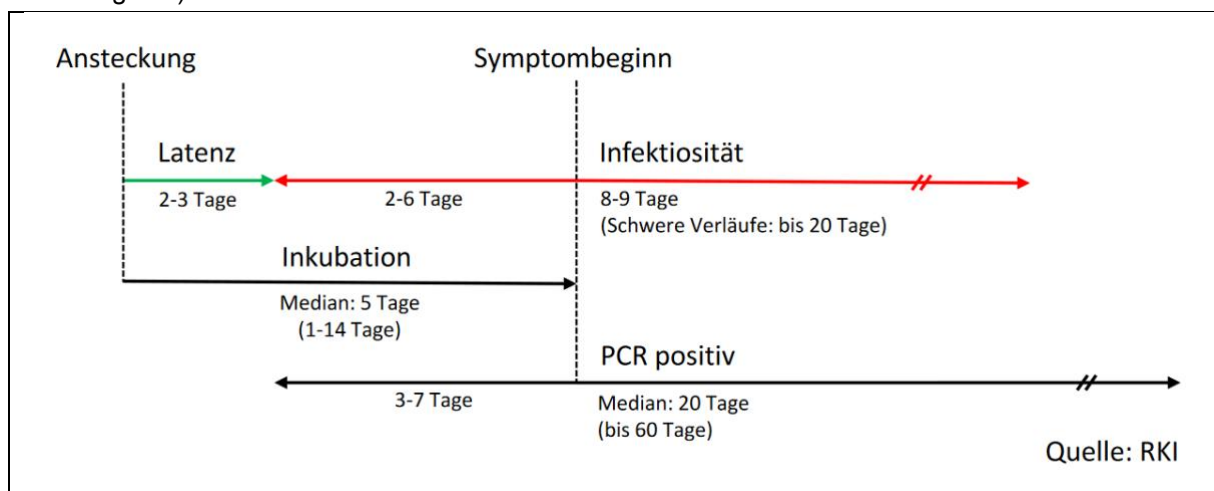 Ansteckung
Symptombeginn
Latenz
Infektiosität
2-3 Tage
2-6 Tage
8-9 Tage
(Schwere Verläufe: bis 20 Tage)
Inkubation
Median: 5 Tage
(1-14 Tage)
PCR positiv
3-7 Tage
Median: 20 Tage
(bis 60 Tage)
Quelle: RKI